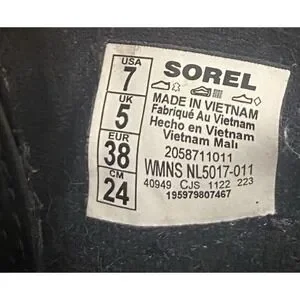 USA
7
UK
5
EUR
38
CM
24
SOREL
MADE IN VIETNAM
Fabriqué Au Vietnam
Hecho en Vietnam
Vietnam Malı
2058711011
WMNS NL5017-011
40949 CJS 1122 223
195979807467